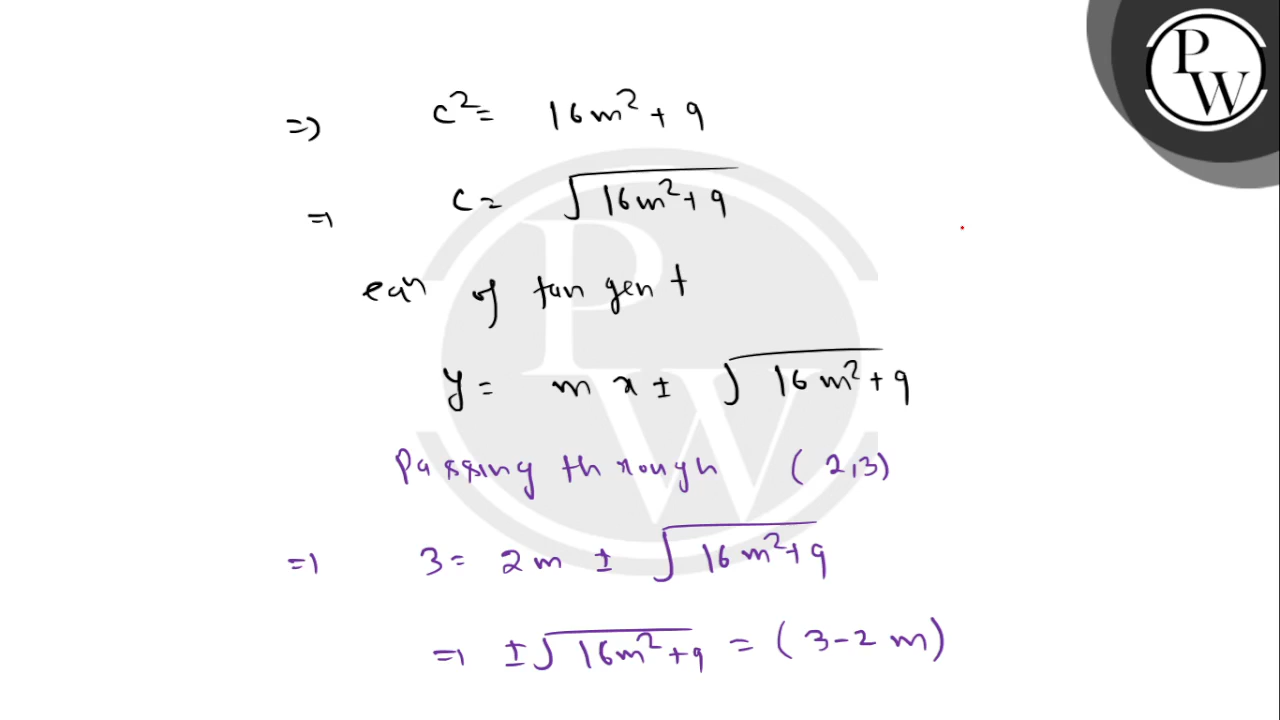 PW
=> c² = 16m² + 9
=> c = √(16m² + 9)
eqn of tangent
y = mx ± √(16m² + 9)
Passing through (2,3)
=> 3 = 2m ± √(16m² + 9)
=> ±√(16m² + 9) = (3 - 2m)